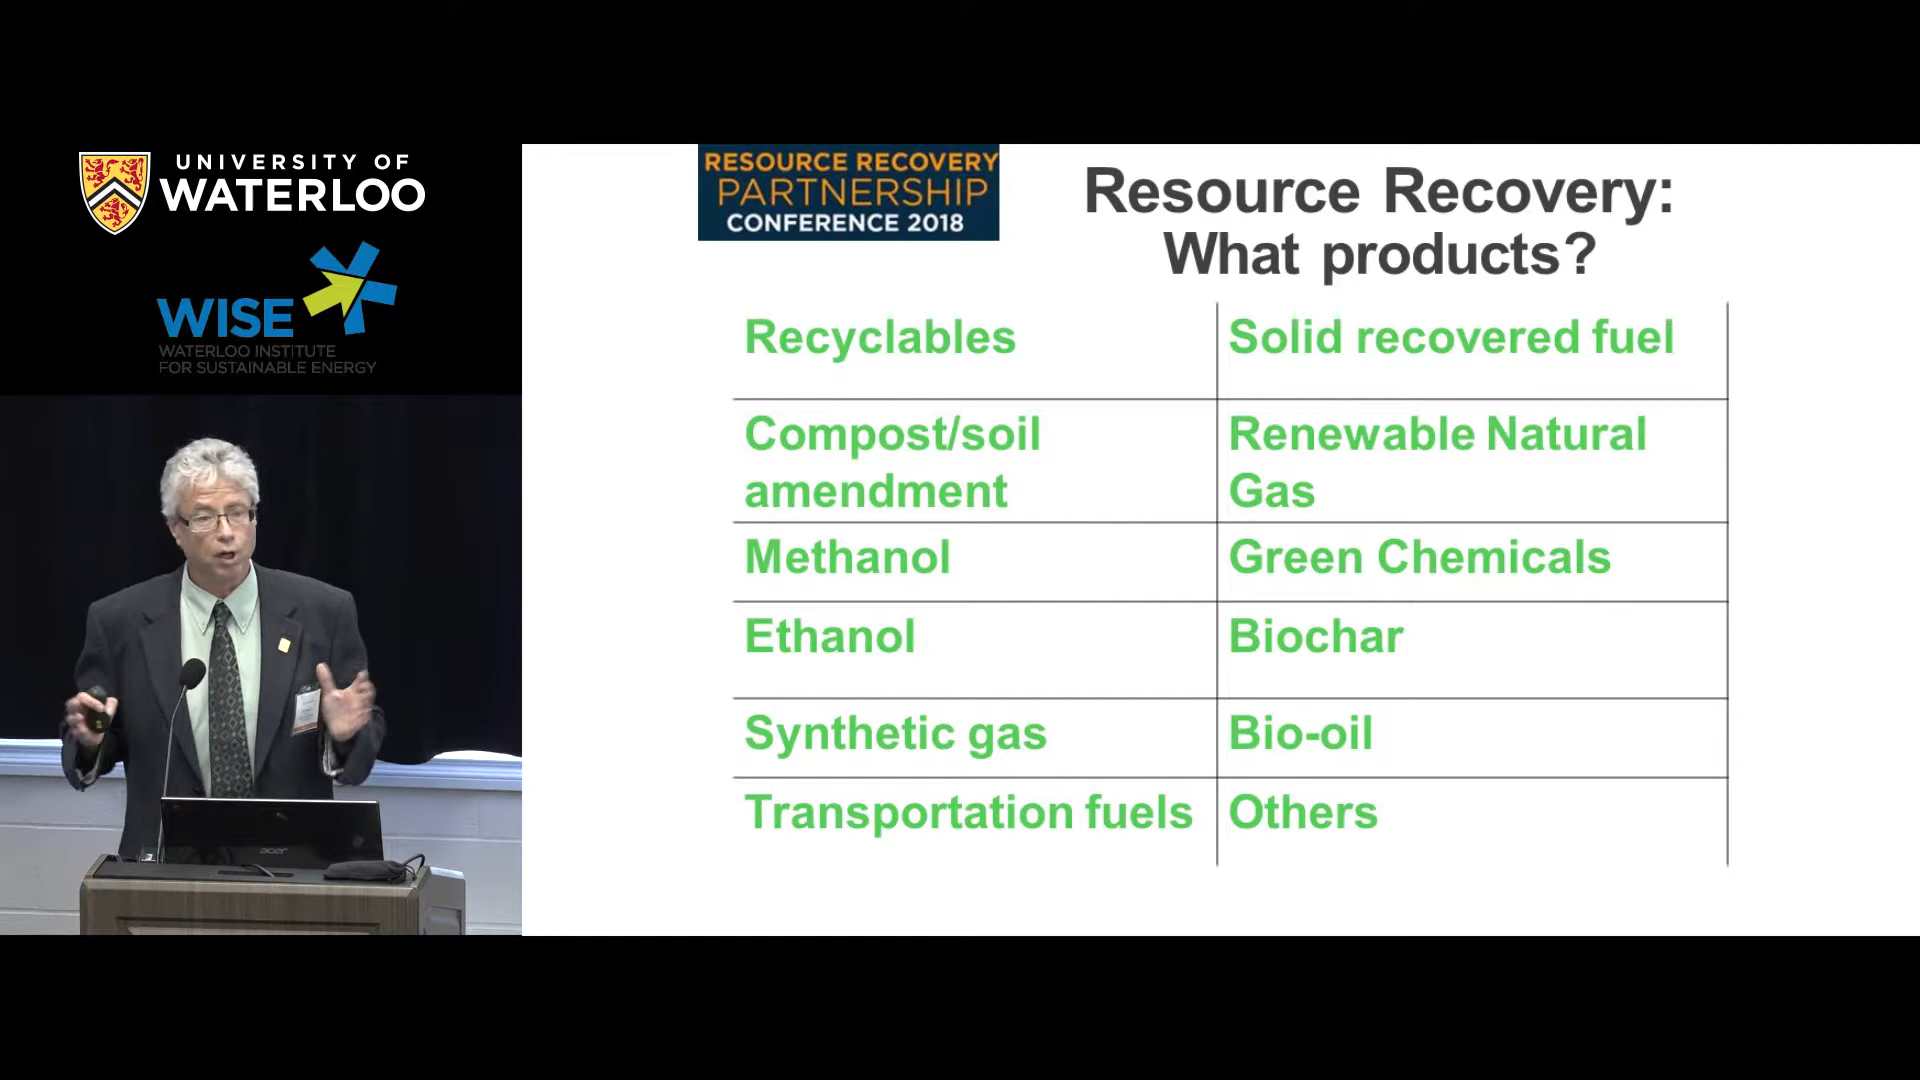 UNIVERSITY OF
WATERLOO
WISE
WATERLOO INSTITUTE
FOR SUSTAINABLE ENERGY
acer
RESOURCE RECOVERY
PARTNERSHIP
CONFERENCE 2018
Resource Recovery:
What products?
Recyclables
Solid recovered fuel
Compost/soil
amendment
Renewable Natural
Gas
Methanol
Green Chemicals
Ethanol
Biochar
Synthetic gas
Bio-oil
Transportation fuels
Others